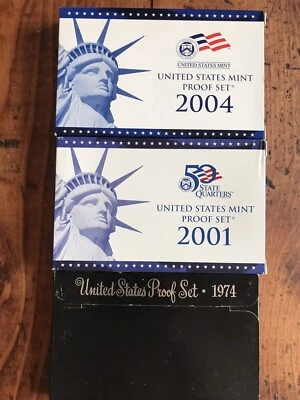 UNITED STATES MINT
UNITED STATES MINT
PROOF SET®
2004
50
STATE
QUARTERS
UNITED STATES MINT
PROOF SET®
2001
United States Proof Set · 1974